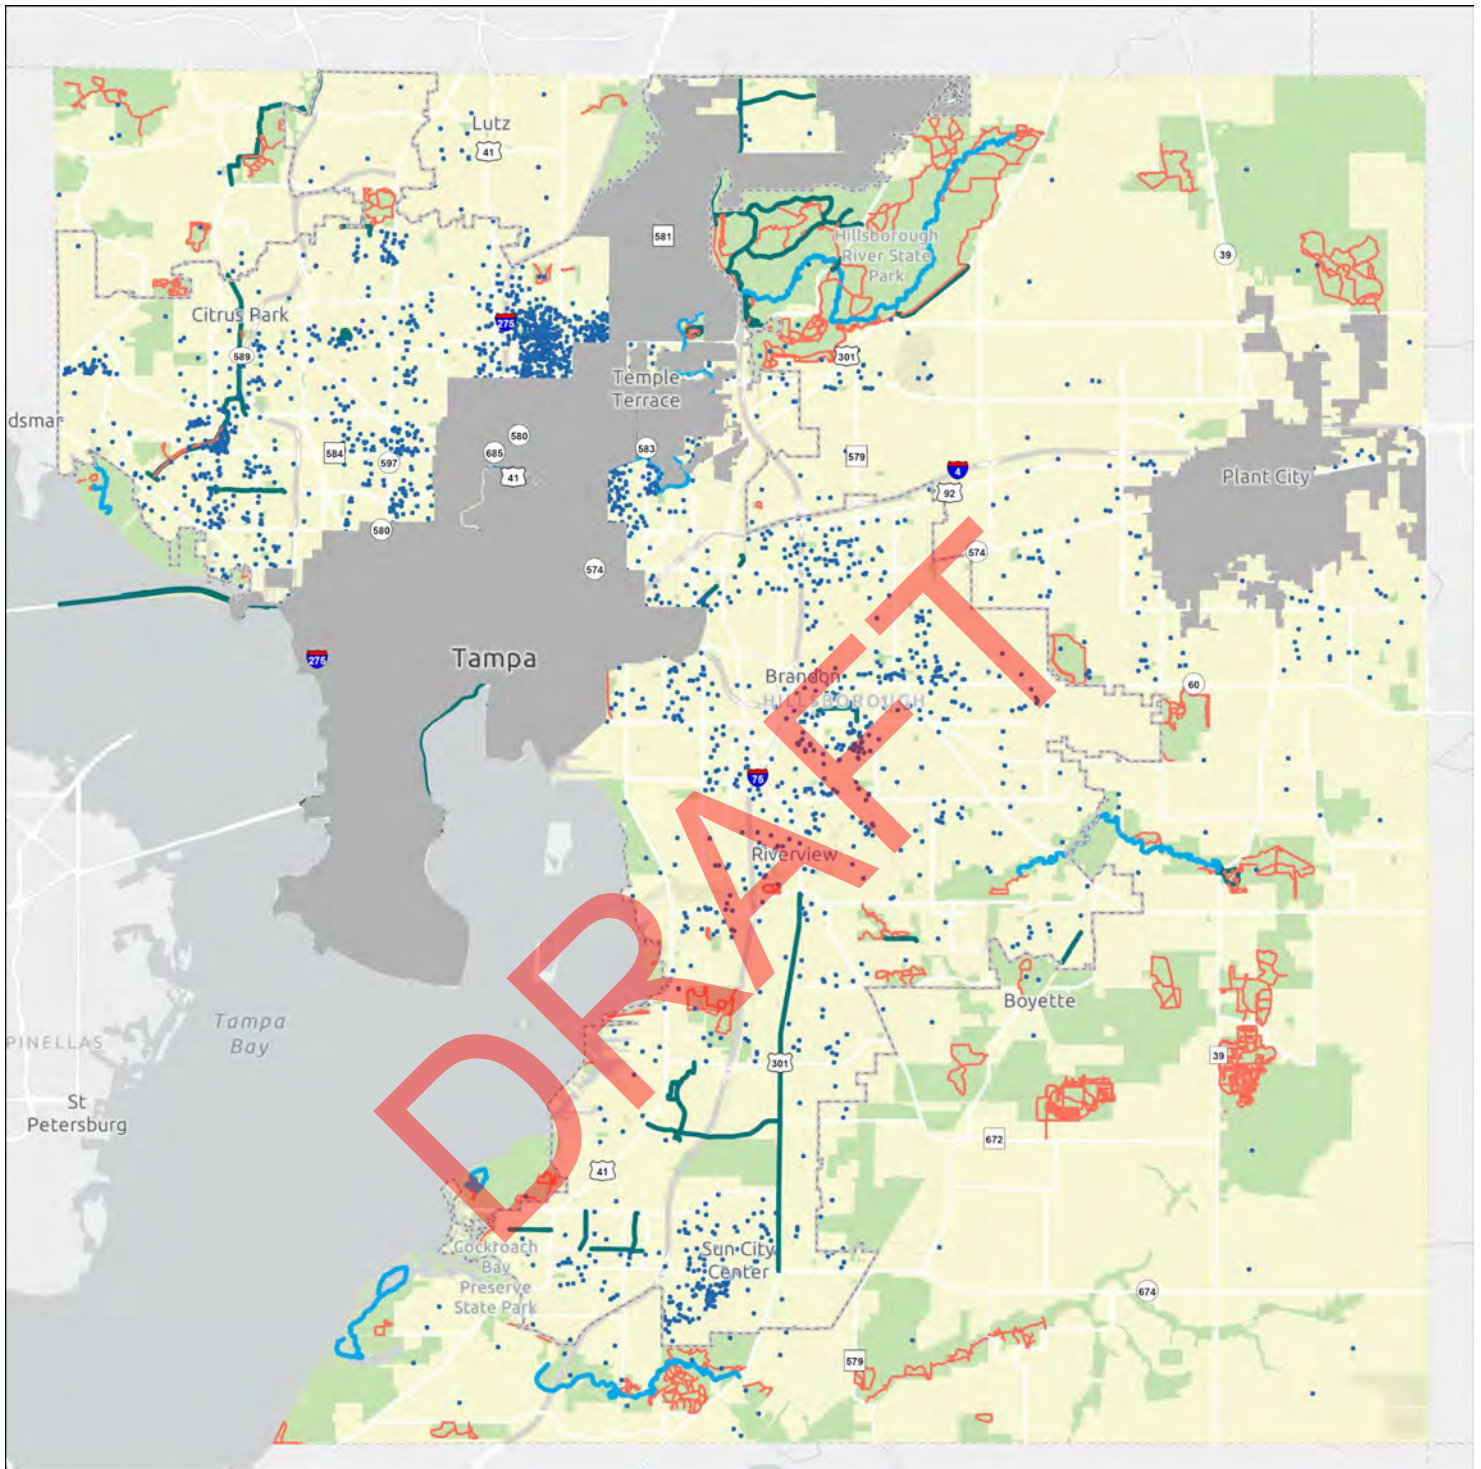 Lutz
41
581
Hillsborough
River State
Park
39
Citrus Park
275
589
301
Temple
Terrace
dsmar
580
584
597
685
41
583
579
4
92
Plant City
580
574
574
Tampa
275
Brandon
HILLSBOROUGH
60
75
Riverview
DRAFT
Boyette
Tampa
Bay
PINELLAS
301
39
St
Petersburg
672
41
Cockroach
Bay
Preserve
State Park
Sun City
Center
674
579